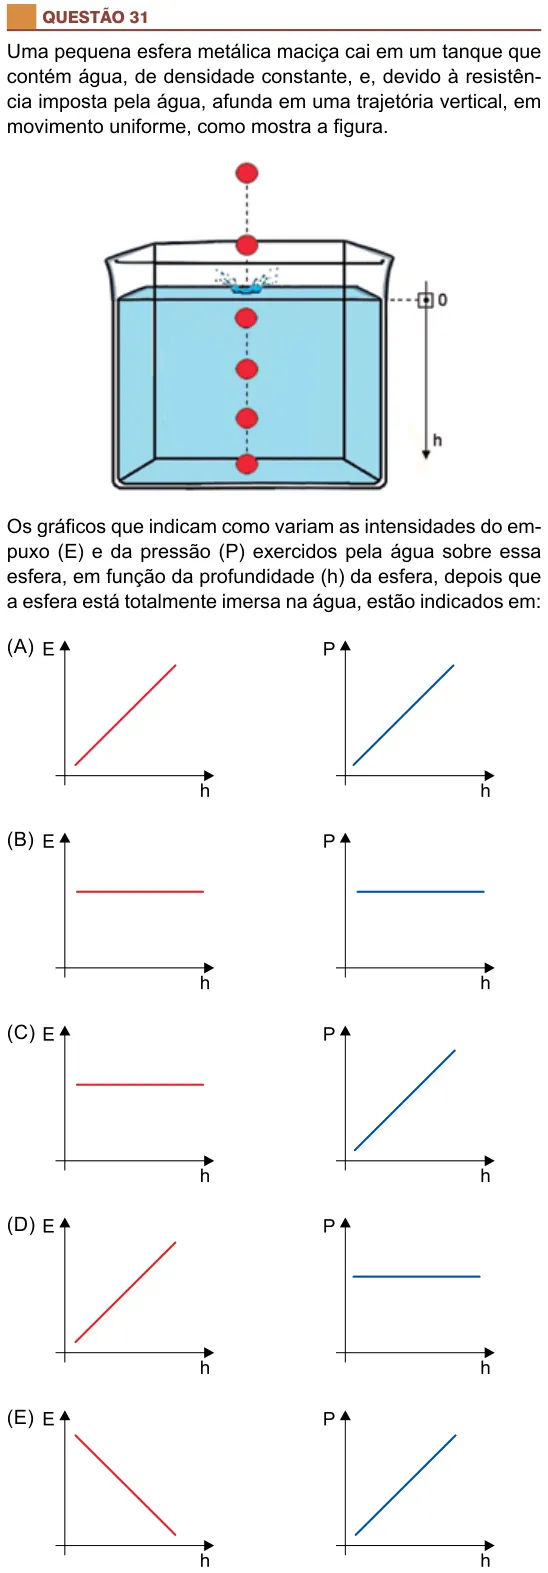 QUESTÃO 31
Uma pequena esfera metálica maciça cai em um tanque que
contém água, de densidade constante, e, devido à resistên-
cia imposta pela água, afunda em uma trajetória vertical, em
movimento uniforme, como mostra a figura.
0
h
Os gráficos que indicam como variam as intensidades do em-
puxo (E) e da pressão (P) exercidos pela água sobre essa
esfera, em função da profundidade (h) da esfera, depois que
a esfera está totalmente imersa na água, estão indicados em:
(A) E P
h h
(B) E P
h h
(C) E P
h h
(D) E P
h h
(E) E P
h h